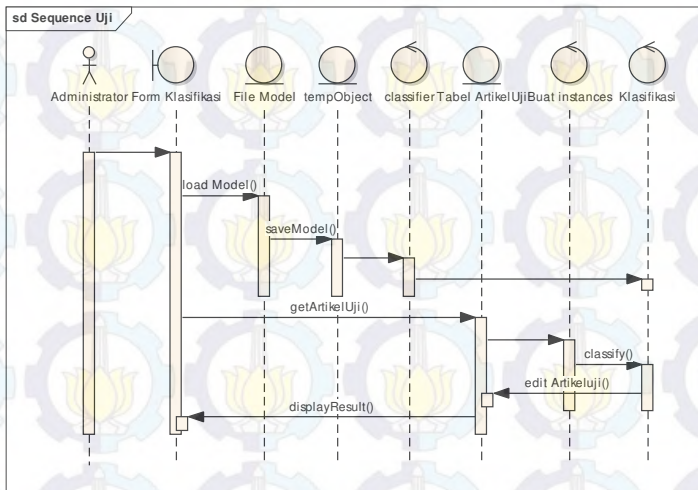 sd Sequence Uji
Administrator
Form Klasifikasi
File Model
tempObject
classifier
Tabel ArtikelUji
Buat instances
Klasifikasi
load Model()
saveModel()
getArtikelUji()
classify()
edit Artikeluji()
displayResult()